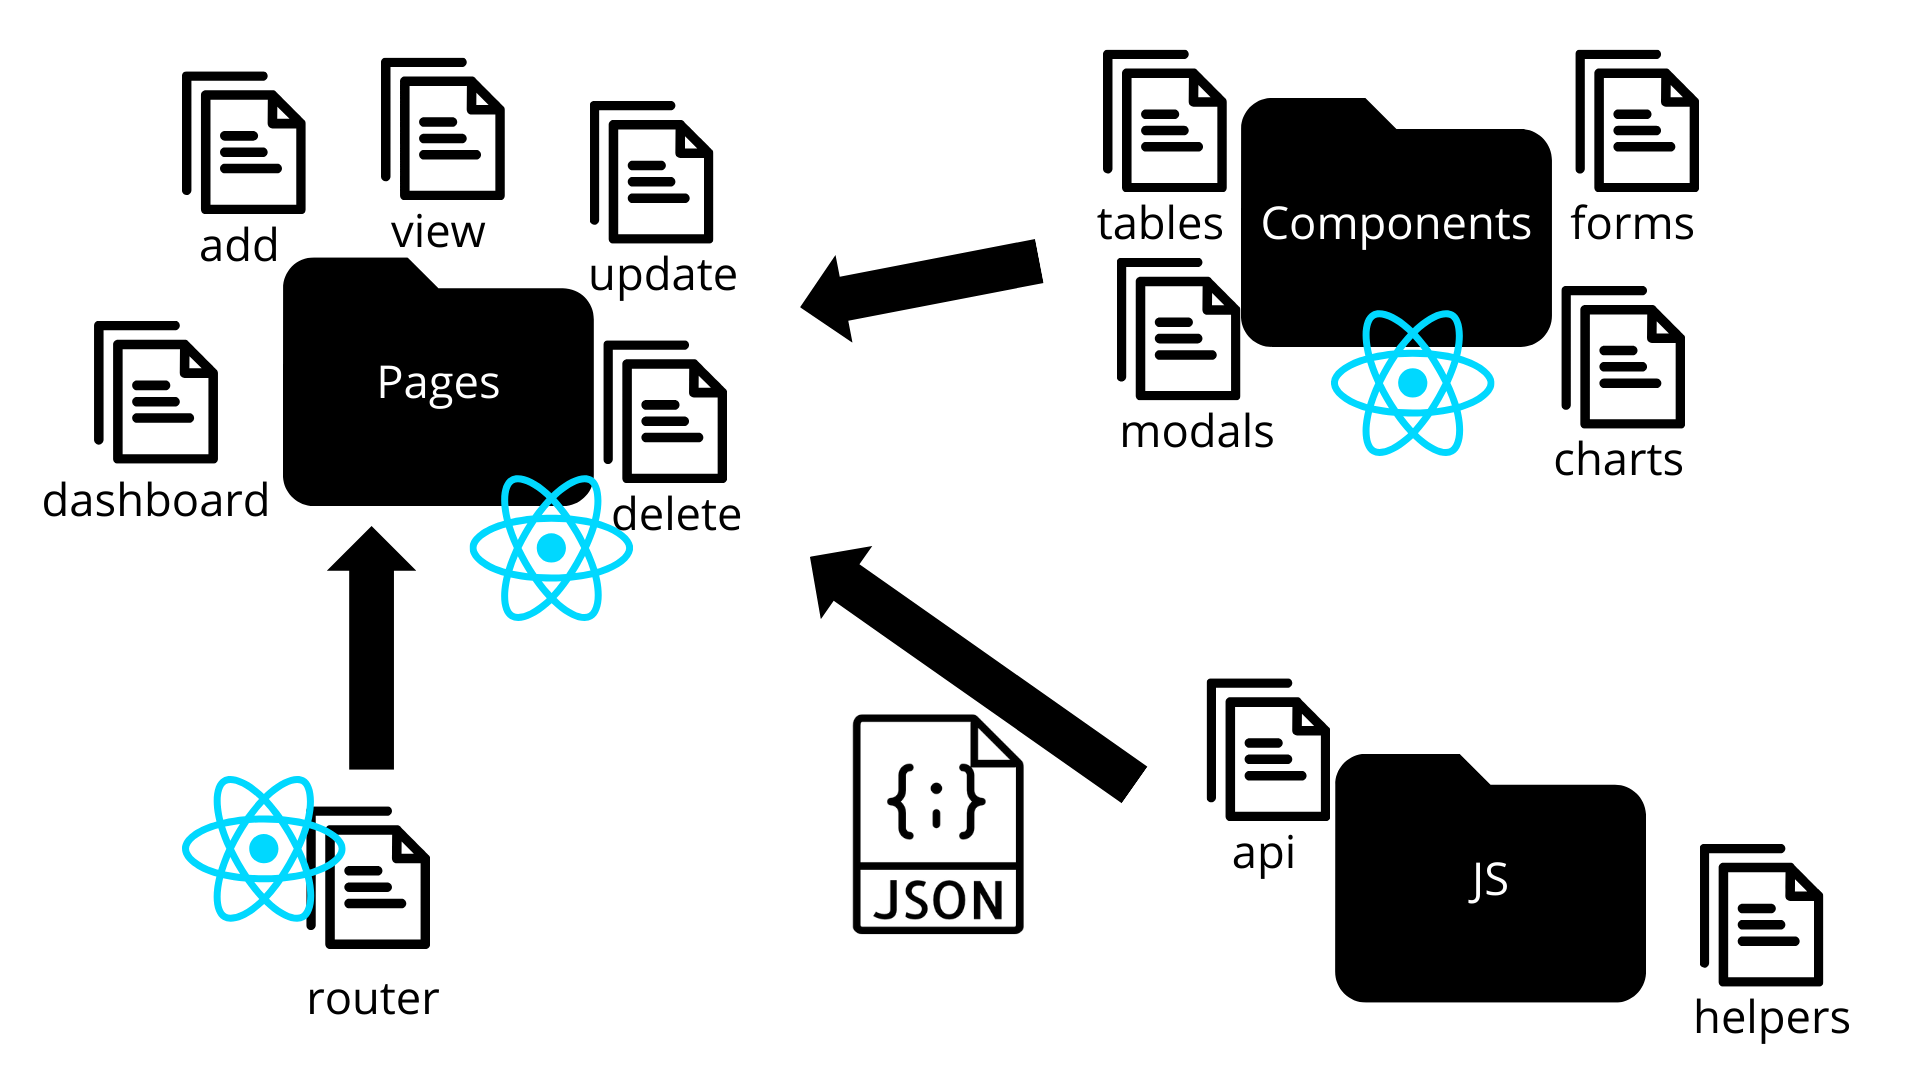 add
view
update
Pages
dashboard
delete
router
tables
Components
forms
modals
charts
{;}
JSON
api
JS
helpers